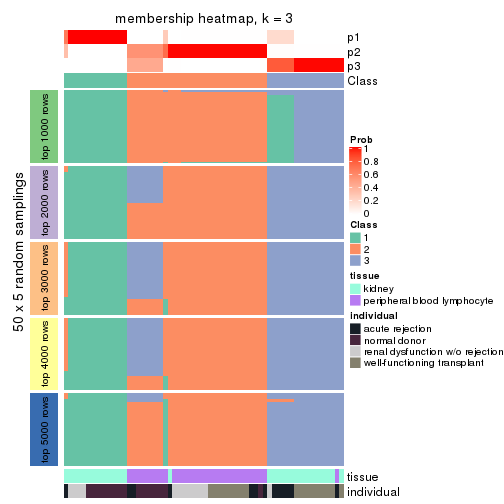 membership heatmap, k = 3
p1
p2
p3
Class
50 x 5 random samplings
top 1000 rows
top 2000 rows
top 3000 rows
top 4000 rows
top 5000 rows
Prob
1
0.8
0.6
0.4
0.2
0
Class
1
2
3
tissue
kidney
peripheral blood lymphocyte
individual
acute rejection
normal donor
renal dysfunction w/o rejection
well-functioning transplant
tissue
individual